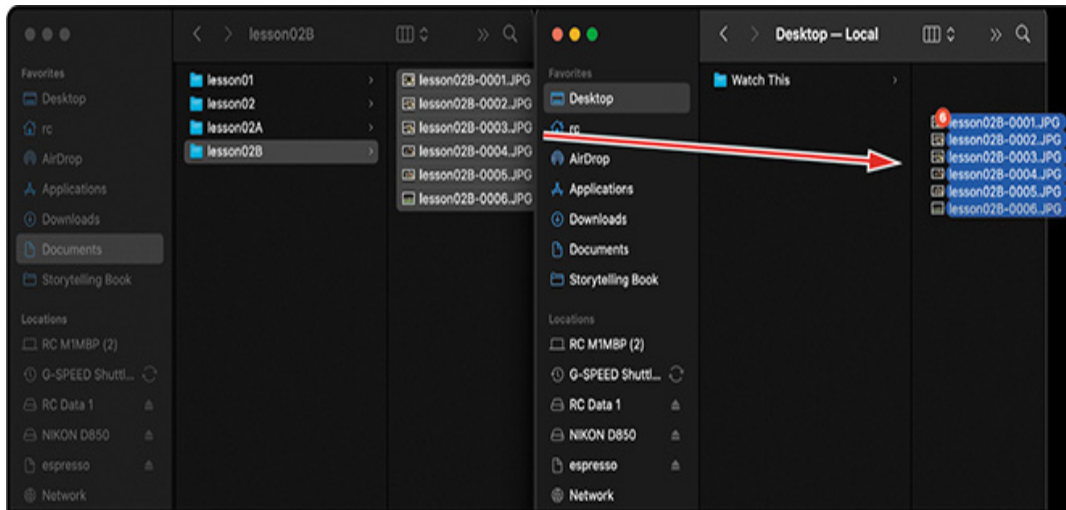 lesson02B
Favorites
Desktop
rc
AirDrop
Applications
Downloads
Documents
Storytelling Book
Locations
RC M1MBP (2)
G-SPEED Shuttl...
RC Data 1
NIKON D850
espresso
Network
lesson01
lesson02
lesson02A
lesson02B
lesson02B-0001.JPG
lesson02B-0002.JPG
lesson02B-0003.JPG
lesson02B-0004.JPG
lesson02B-0005.JPG
lesson02B-0006.JPG
Desktop — Local
Favorites
Desktop
rc
AirDrop
Applications
Downloads
Documents
Storytelling Book
Locations
RC M1MBP (2)
G-SPEED Shuttl...
RC Data 1
NIKON D850
espresso
Network
Watch This
6
lesson02B-0001.JPG
lesson02B-0002.JPG
lesson02B-0003.JPG
lesson02B-0004.JPG
lesson02B-0005.JPG
lesson02B-0006.JPG